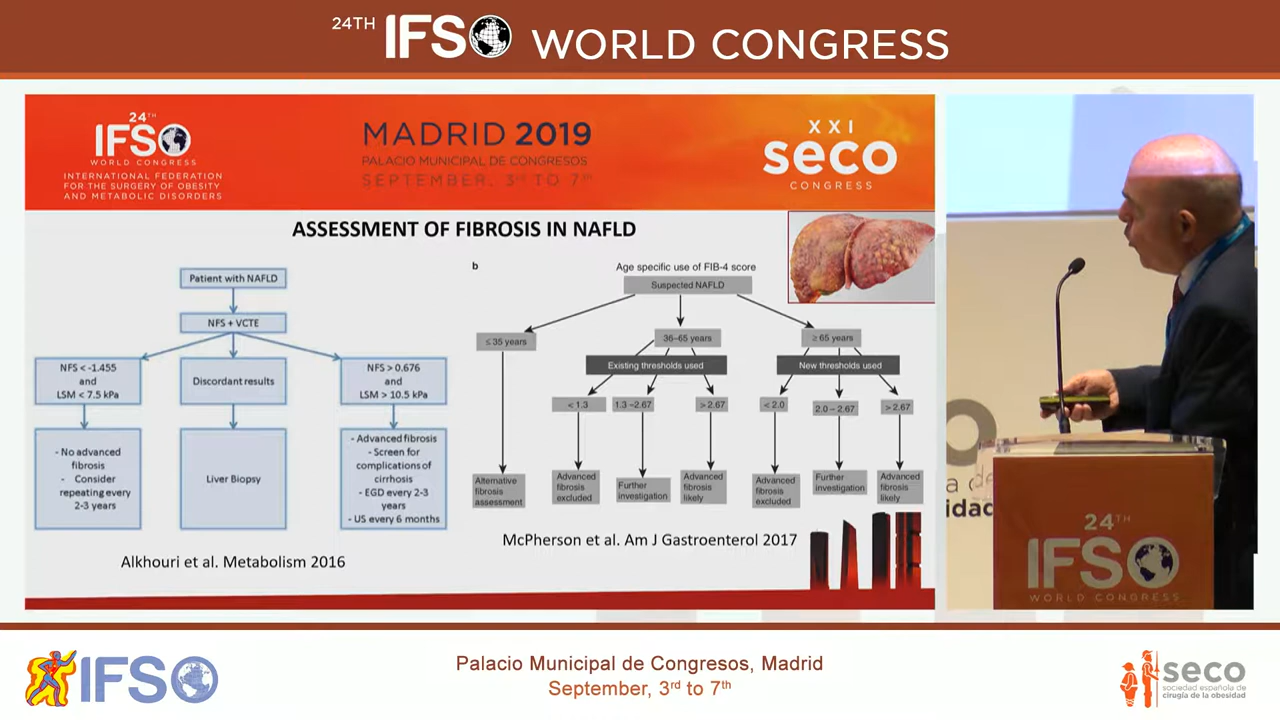 24TH IFSO WORLD CONGRESS
24TH
IFSO
WORLD CONGRESS
INTERNATIONAL FEDERATION
FOR THE SURGERY OF OBESITY
AND METABOLIC DISORDERS
MADRID 2019
PALACIO MUNICIPAL DE CONGRESOS
SEPTEMBER, 3rd TO 7th
XXI
seco
CONGRESS
ASSESSMENT OF FIBROSIS IN NAFLD
Patient with NAFLD
NFS + VCTE
NFS < -1.455
and
LSM < 7.5 kPa
Discordant results
NFS > 0.676
and
LSM > 10.5 kPa
- No advanced
fibrosis
- Consider
repeating every
2-3 years
Liver Biopsy
- Advanced fibrosis
- Screen for
complications of
cirrhosis
- EGD every 2-3
years
- US every 6 months
Alkhouri et al. Metabolism 2016
b
Age specific use of FIB-4 score
Suspected NAFLD
≤ 35 years
36–65 years
≥ 65 years
Existing thresholds used
New thresholds used
< 1.3
1.3 –2.67
> 2.67
< 2.0
2.0 – 2.67
> 2.67
Alternative
fibrosis
assessment
Advanced
fibrosis
excluded
Further
investigation
Advanced
fibrosis
likely
Advanced
fibrosis
excluded
Further
investigation
Advanced
fibrosis
likely
McPherson et al. Am J Gastroenterol 2017
a de
idad
24TH
IFSO
WORLD CONGRESS
IFSO
Palacio Municipal de Congresos, Madrid
September, 3rd to 7th
seco
sociedad española de
cirugía de la obesidad